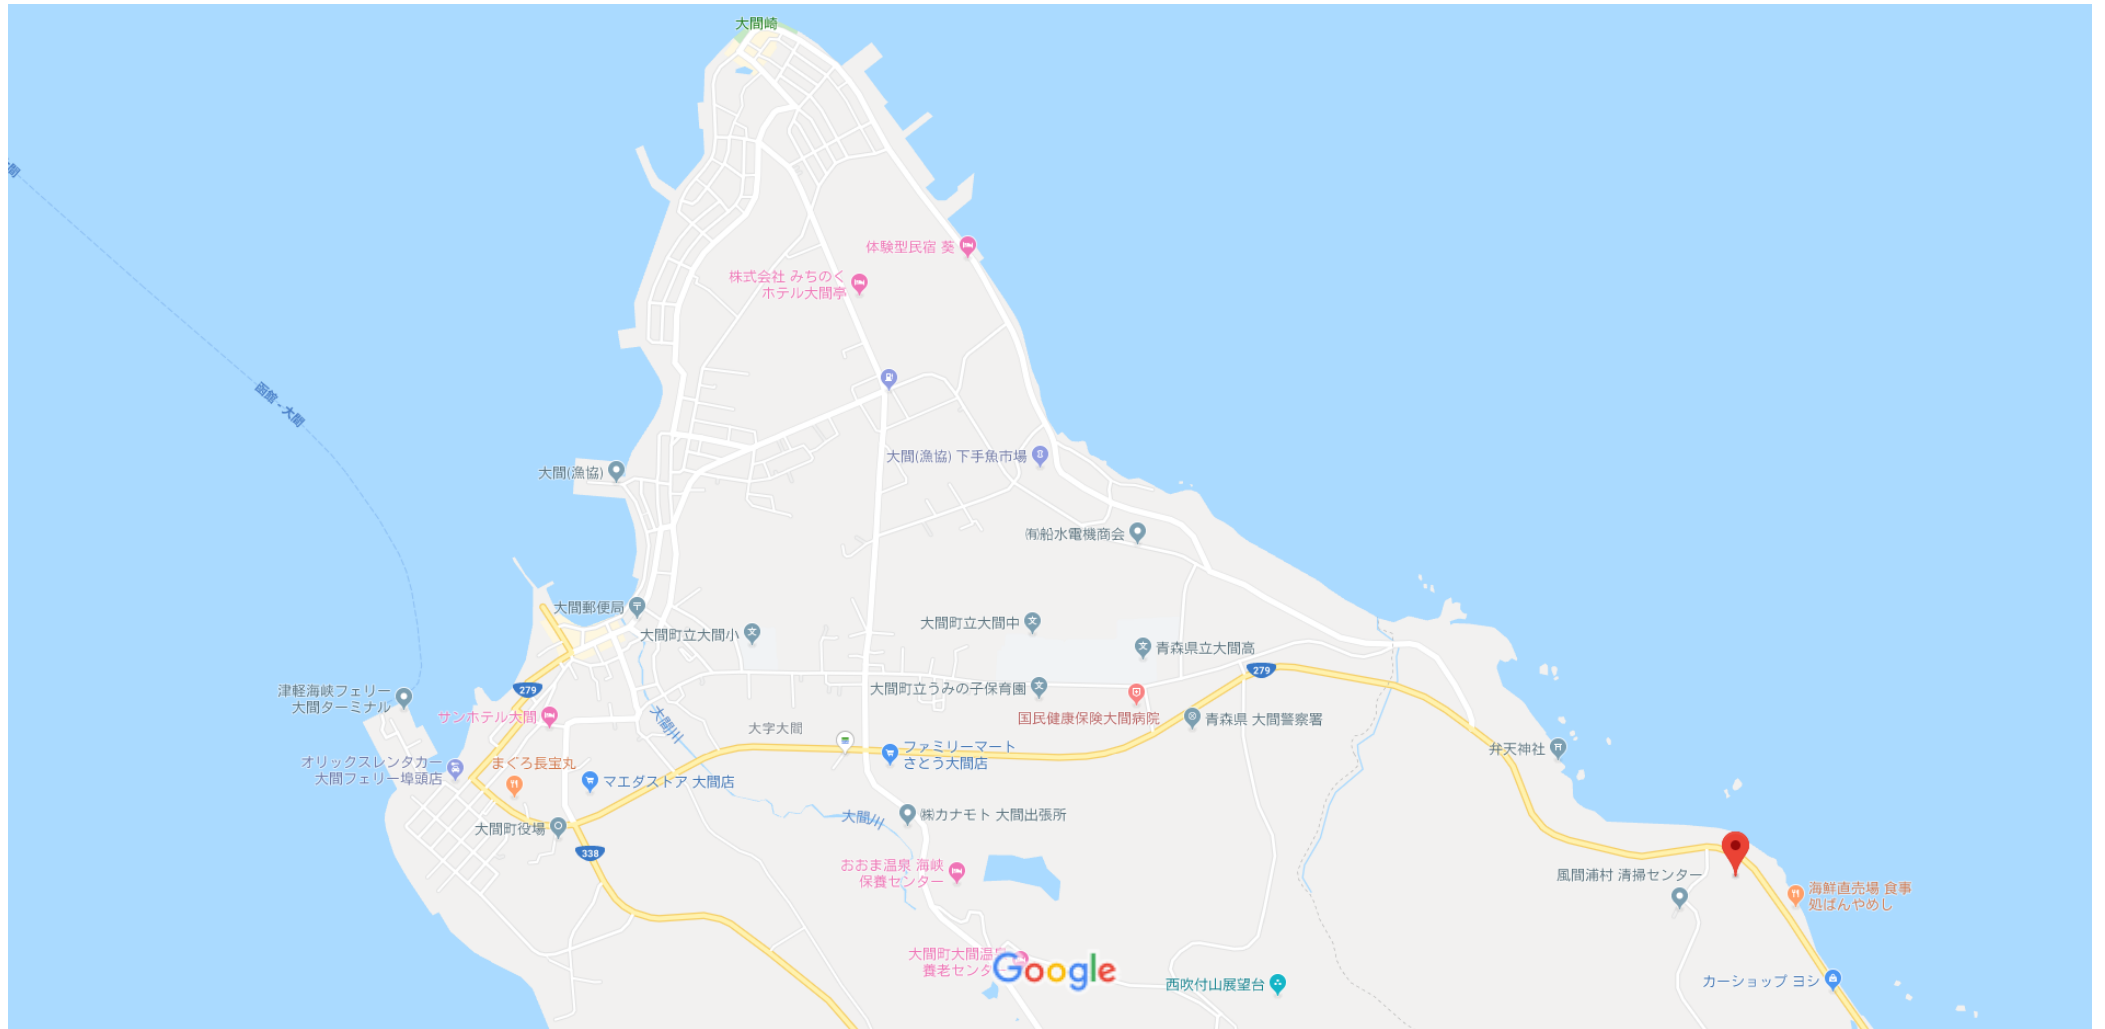 大間崎
体験型民宿 葵
株式会社 みちのく
ホテル大間亭
函館 - 大間
大間(漁協) 下手魚市場
大間(漁協)
㈲船水電機商会
大間郵便局
大間町立大間小
大間町立大間中
青森県立大間高
279
279
大間町立うみの子保育園
津軽海峡フェリー
大間ターミナル
サンホテル大間
大間川
国民健康保険大間病院
青森県 大間警察署
大字大間
ファミリーマート
さとう大間店
弁天神社
オリックスレンタカー
大間フェリー埠頭店
まぐろ長宝丸
マエダストア 大間店
大間川
㈱カナモト 大間出張所
大間町役場
338
おおま温泉 海峡
保養センター
風間浦村 清掃センター
海鮮直売場 食事
処ばんやめし
大間町大間温泉
養老センター
Google
西吹付山展望台
カーショップ ヨシ